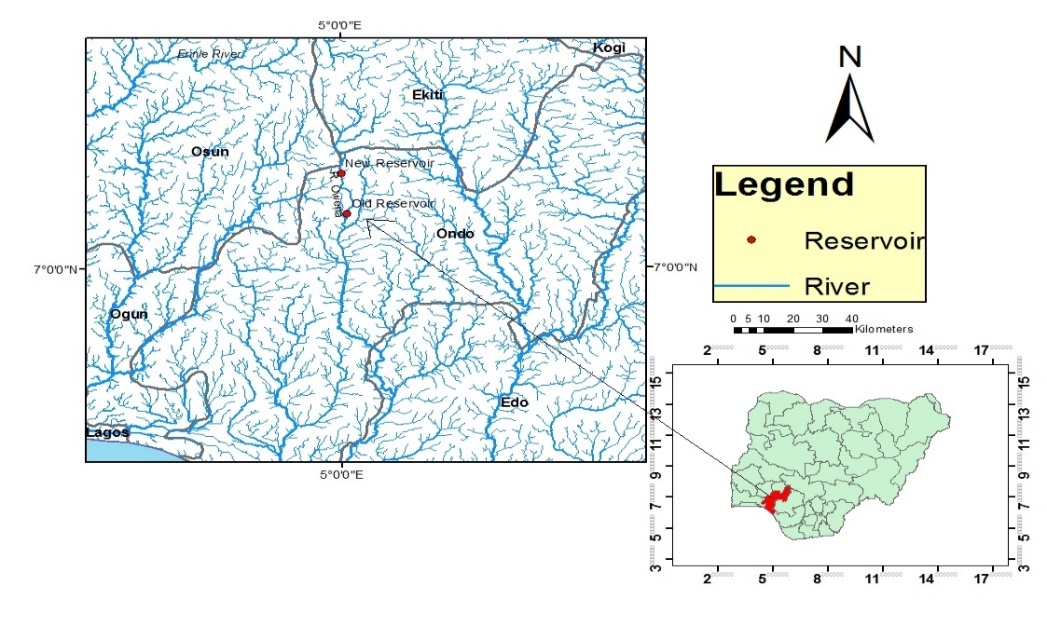 5°0'0"E
Erinle River
Kogi
Ekiti
Osun
New Reservoir
R. Owena
Old Reservoir
Ondo
7°0'0"N
7°0'0"N
Ogun
Edo
Lagos
5°0'0"E
N
Legend
Reservoir
River
0 5 10 20 30 40
Kilometers
2 5 8 11 14 17
15
13
11
9
7
5
3
15
13
11
9
7
5
3
2 5 8 11 14 17